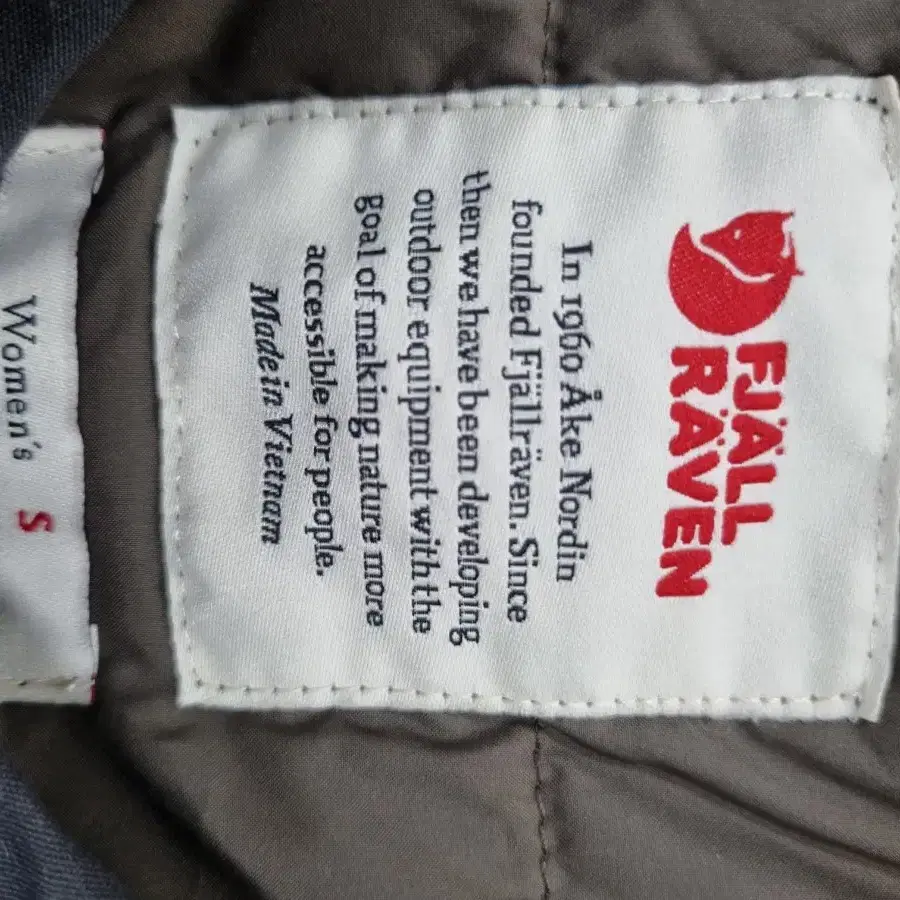 FJÄLL
RÄVEN
In 1960 Åke Nordin
founded Fjällräven. Since
then we have been developing
outdoor equipment with the
goal of making nature more
accessible for people.
Made in Vietnam
Women's S